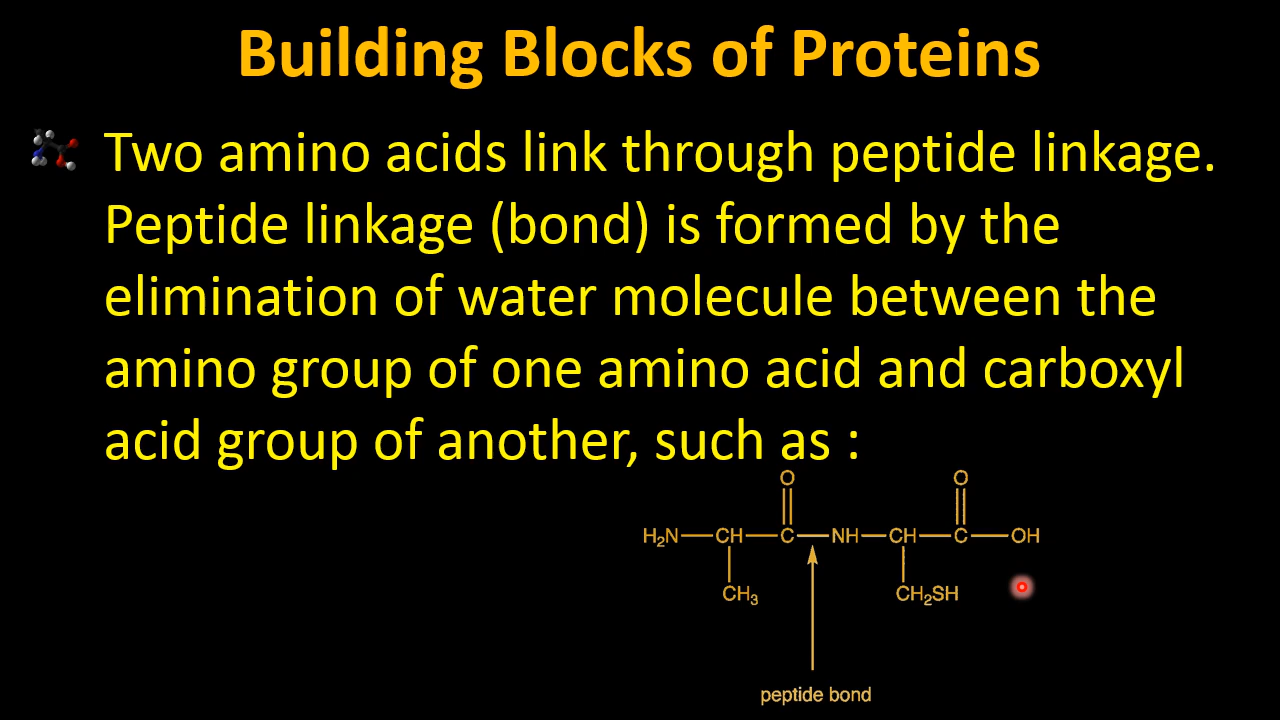 Building Blocks of Proteins
Two amino acids link through peptide linkage.
Peptide linkage (bond) is formed by the
elimination of water molecule between the
amino group of one amino acid and carboxyl
acid group of another, such as :
O O
H₂N CH C NH CH C OH
CH₃ CH₂SH
peptide bond